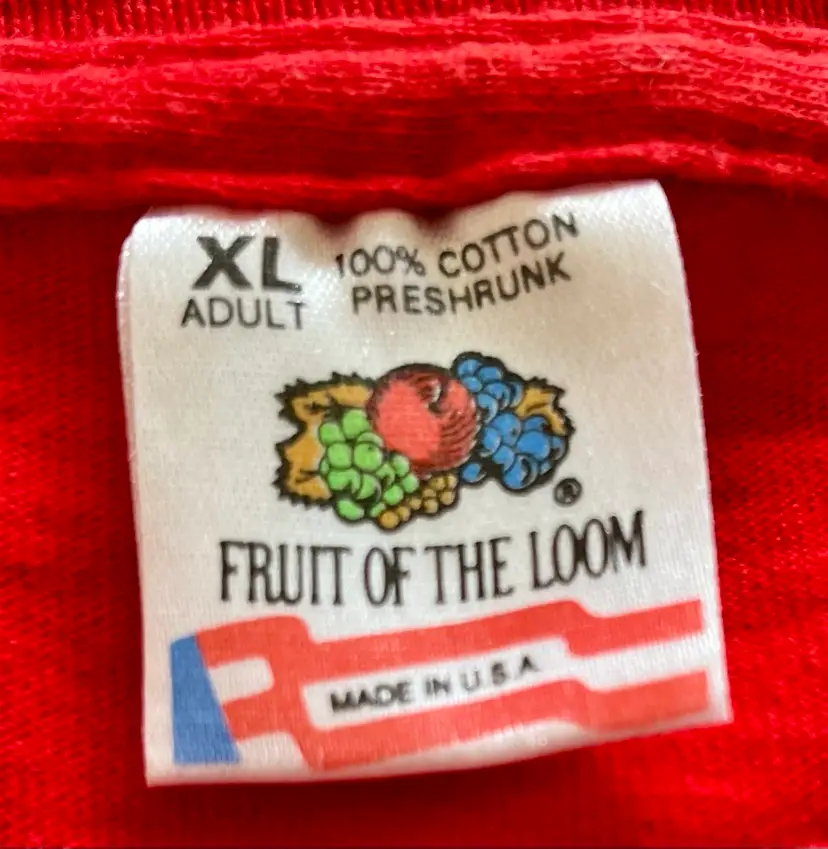 XL
ADULT
100% COTTON
PRESHRUNK
®
FRUIT OF THE LOOM
MADE IN U.S.A.